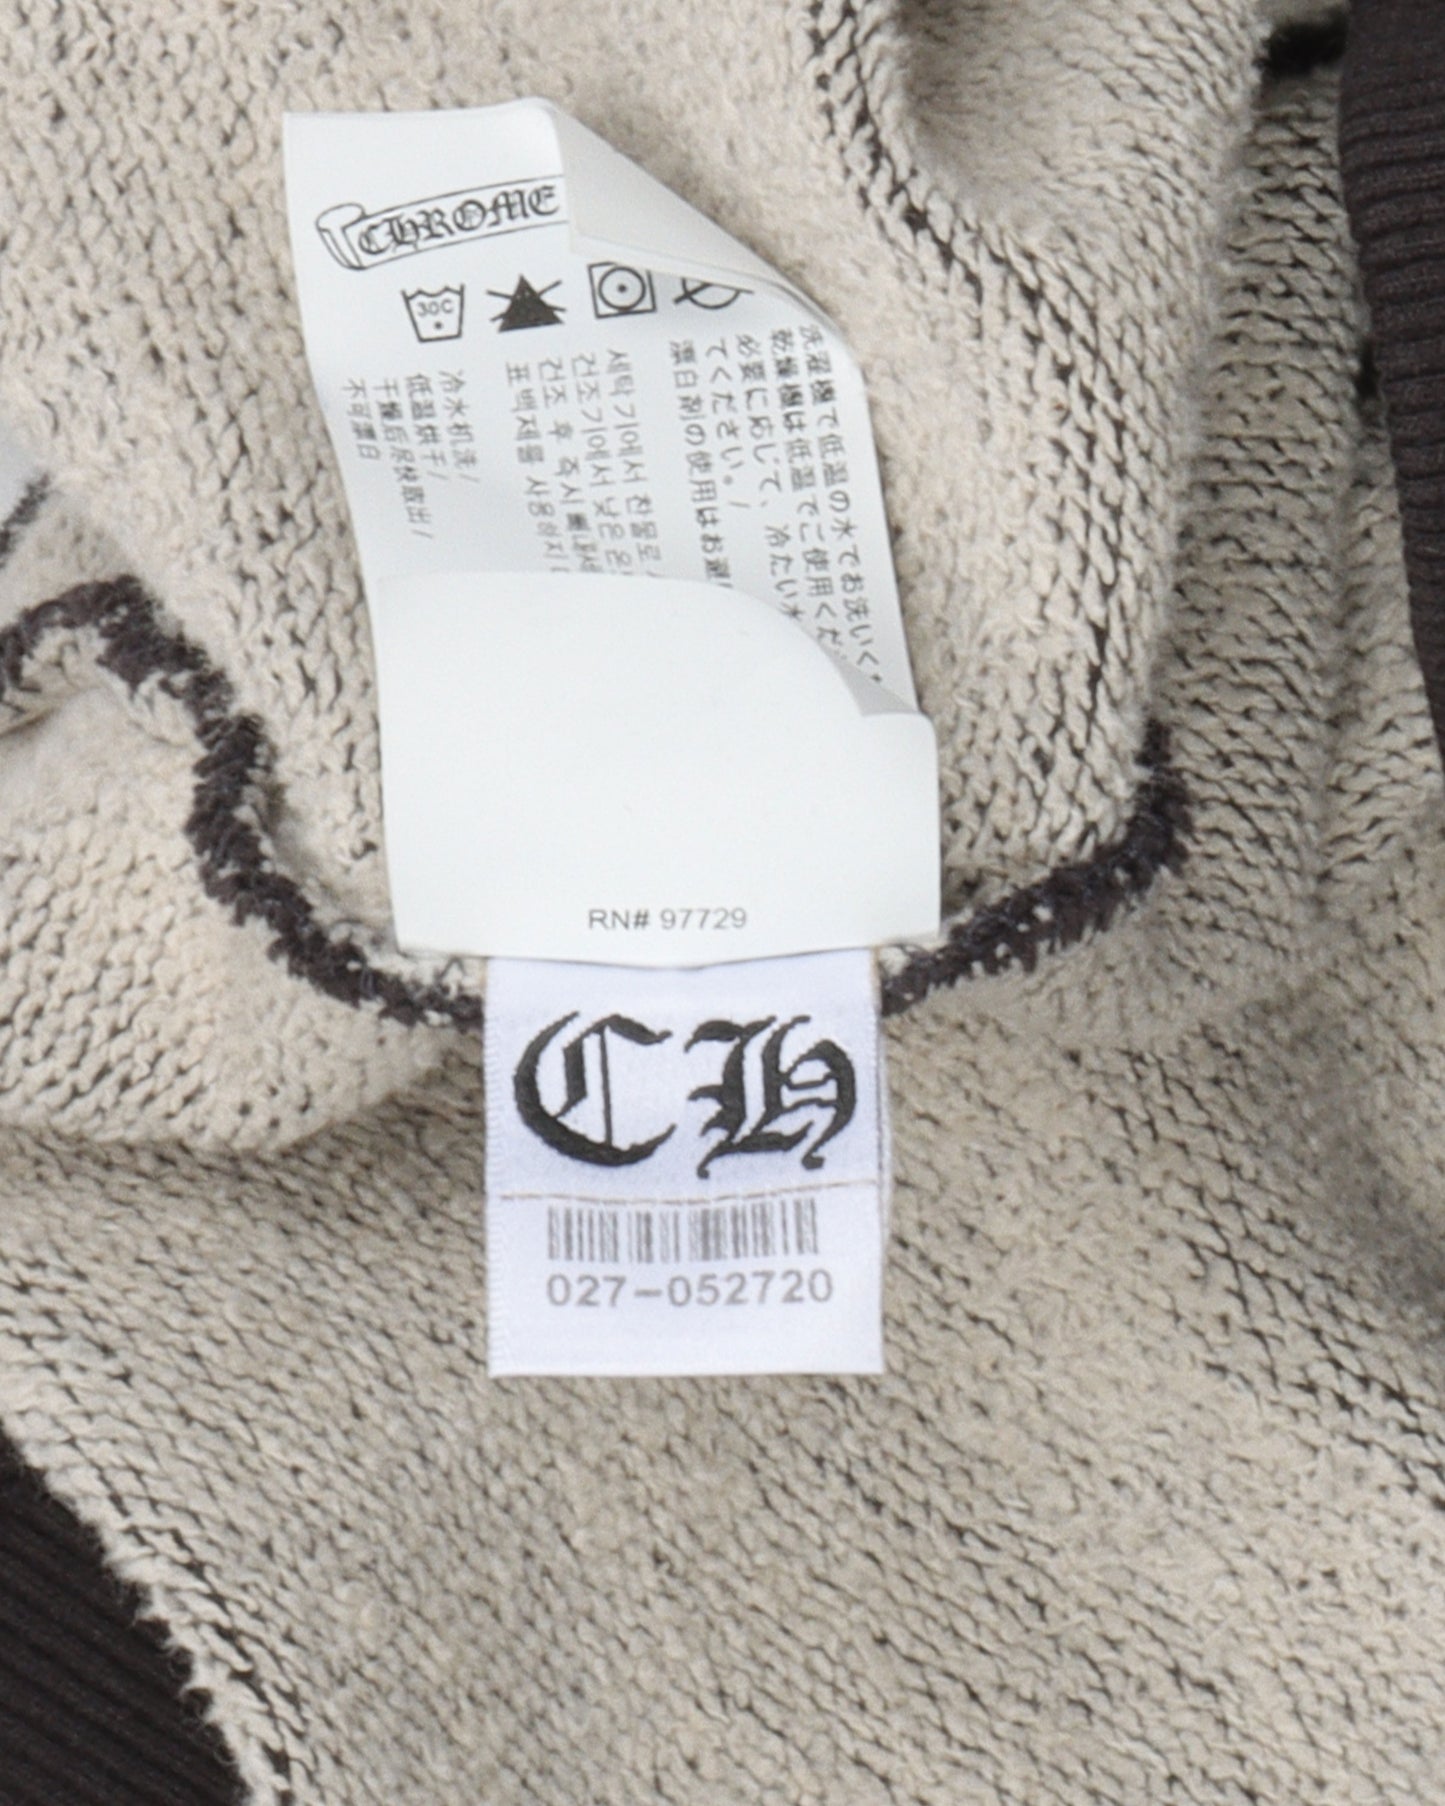 CHROME
30C
洗濯機で低温の水でお洗いく
乾燥機は低温でご使用くだ
必要に応じて、冷たい水
てください。/
漂白剤の使用はお避
세탁 기에서 찬물로
건조기에서 낮은 온
건조 후 즉시
표백제를 사용하지
冷水机洗/
低温烘干/
干燥后尽快取出/
不可漂白
RN# 97729
CH
027-052720